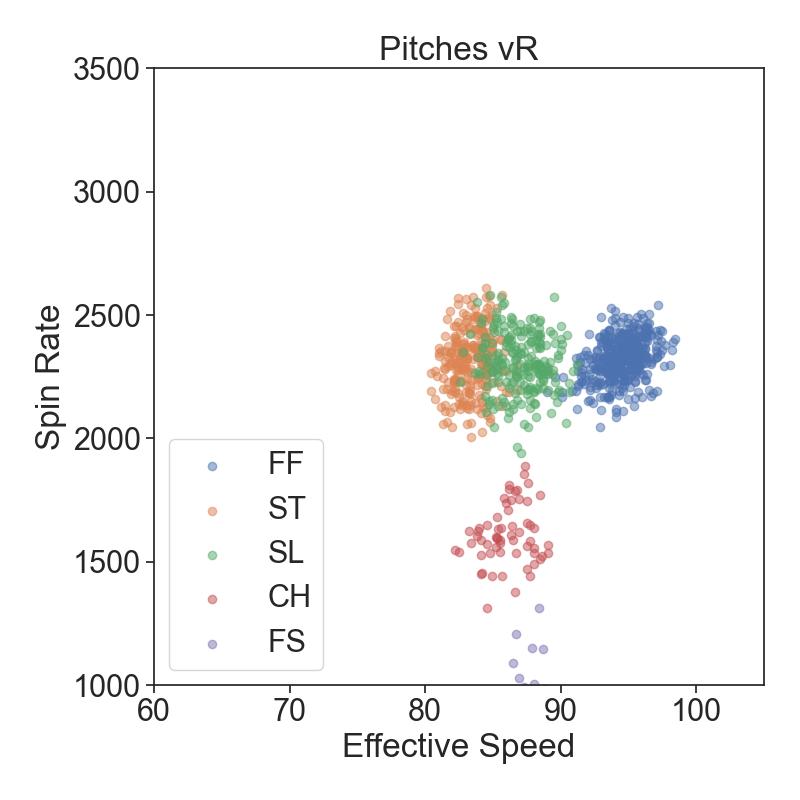 Pitches vR
3500
3000
2500
2000
1500
1000
Spin Rate
FF
ST
SL
CH
FS
60 70 80 90 100
Effective Speed